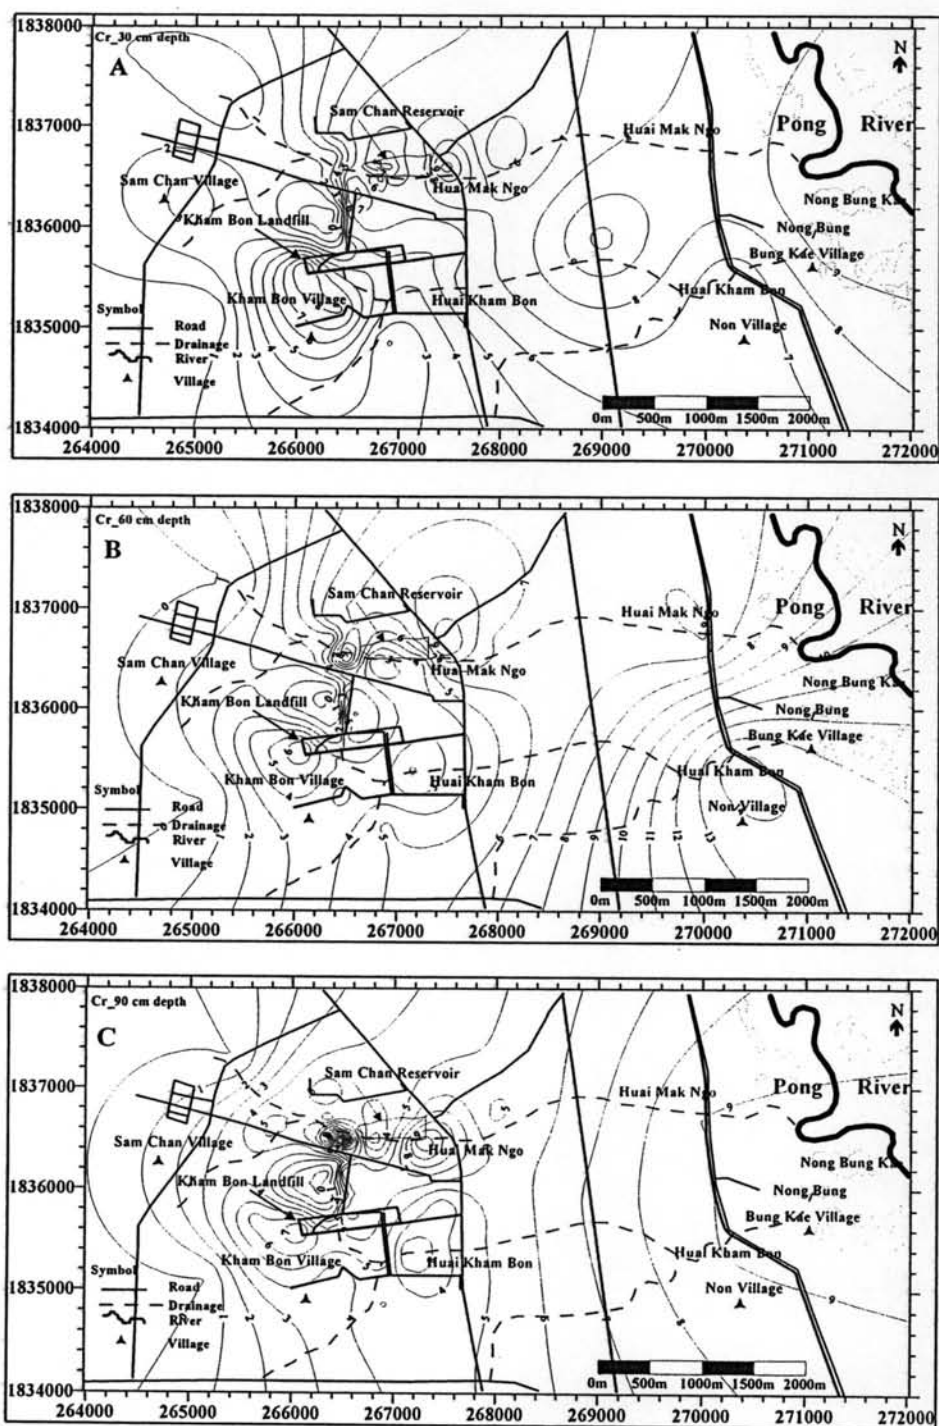 1838000
Cr_30 cm depth
A
N
Sam Chan Reservoir
1837000
Huai Mak Ngo
Pong River
Sam Chan Village
Huai Mak Ngo
Nong Bung
Kham Bon Landfill
1836000
Nong Bung
Bung Kae Village
Kham Bon Village
Huai Kham Bon
Huai Kham Bon
Symbol
1835000
Road
Non Village
Drainage
River
Village
0m 500m 1000m 1500m 2000m
1834000
264000 265000 266000 267000 268000 269000 270000 271000 272000
1838000
Cr_60 cm depth
B
N
Sam Chan Reservoir
1837000
Huai Mak Ngo
Pong River
Sam Chan Village
Huai Mak Ngo
Nong Bung
Kham Bon Landfill
1836000
Nong Bung
Bung Kae Village
Kham Bon Village
Huai Kham Bon
Huai Kham Bon
Symbol
1835000
Road
Non Village
Drainage
River
Village
0m 500m 1000m 1500m 2000m
1834000
264000 265000 266000 267000 268000 269000 270000 271000 272000
1838000
Cr_90 cm depth
C
N
Sam Chan Reservoir
1837000
Huai Mak Ngo
Pong River
Sam Chan Village
Huai Mak Ngo
Nong Bung
Kham Bon Landfill
1836000
Nong Bung
Bung Kae Village
Kham Bon Village
Huai Kham Bon
Huai Kham Bon
Symbol
1835000
Road
Non Village
Drainage
River
Village
0m 500m 1000m 1500m 2000m
1834000
264000 265000 266000 267000 268000 269000 270000 271000